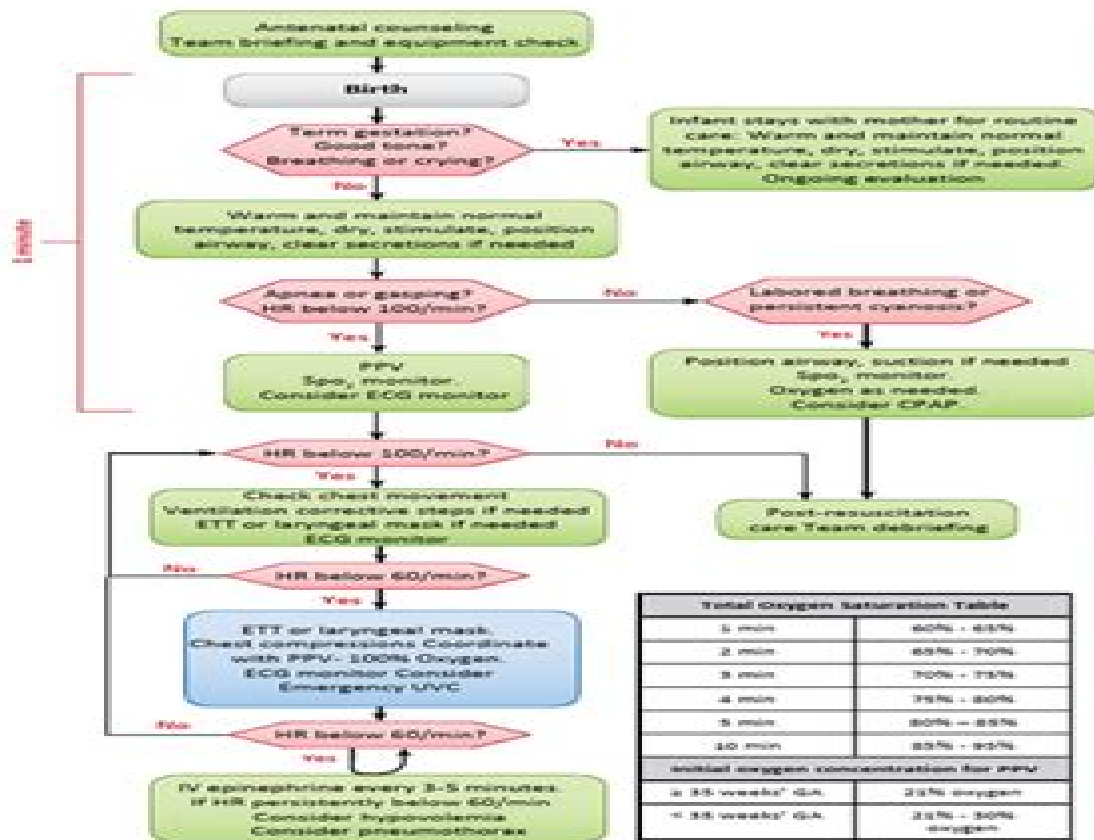 Antenatal counseling
Team briefing and equipment check
Birth
Term gestation?
Good tone?
Breathing or crying?
Yes
Infant stays with mother for routine
care: Warm and maintain normal
temperature, dry, stimulate, position
airway, clear secretions if needed.
Ongoing evaluation
No
1 minute
Warm and maintain normal
temperature, dry, stimulate, position
airway, clear secretions if needed
Apnea or gasping?
HR below 100/min?
No
Labored breathing or
persistent cyanosis?
Yes
Yes
PPV
Spo₂ monitor.
Consider ECG monitor
Position airway, suction if needed
Spo₂ monitor.
Oxygen as needed.
Consider CPAP
HR below 100/min?
No
Yes
Check chest movement
Ventilation corrective steps if needed
ETT or laryngeal mask if needed
ECG monitor
Post-resuscitation
care Team debriefing
No
HR below 60/min?
Yes
ETT or laryngeal mask.
Chest compressions Coordinate
with PPV- 100% Oxygen.
ECG monitor Consider
Emergency UVC
No
HR below 60/min?
Yes
IV epinephrine every 3-5 minutes.
If HR persistently below 60/min
Consider hypovolemia
Consider pneumothorax
Total Oxygen Saturation Table
1 min 60% - 65%
2 min 65% - 70%
3 min 70% - 75%
4 min 75% - 80%
5 min 80% – 85%
10 min 85% - 95%
Initial oxygen concentration for PPV
≥ 35 weeks' GA 21% oxygen
< 35 weeks' GA 21% - 30%
oxygen